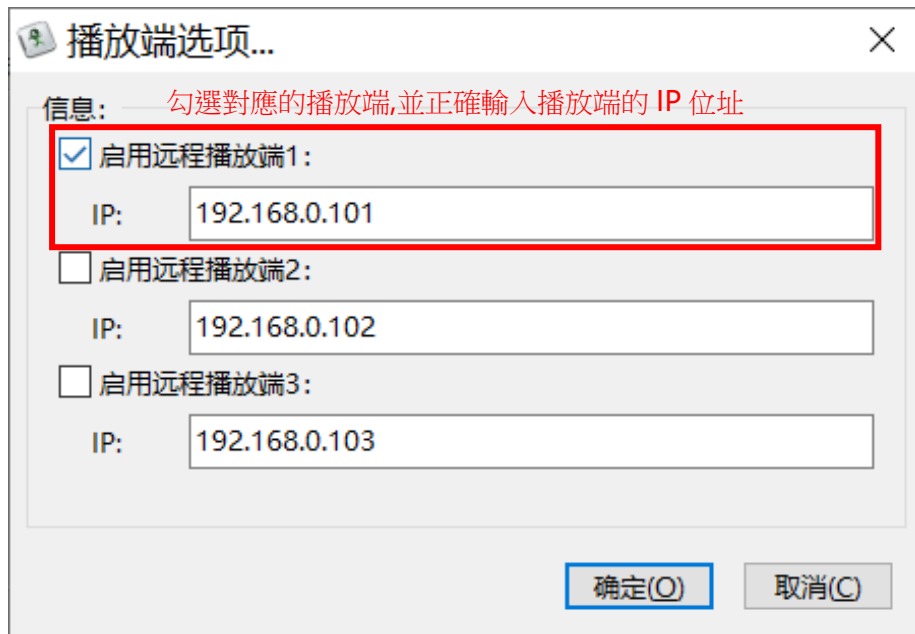 播放端选项...
信息:
勾選對應的播放端,並正確輸入播放端的 IP 位址
启用远程播放端1:
IP: 192.168.0.101
启用远程播放端2:
IP: 192.168.0.102
启用远程播放端3:
IP: 192.168.0.103
确定(O) 取消(C)